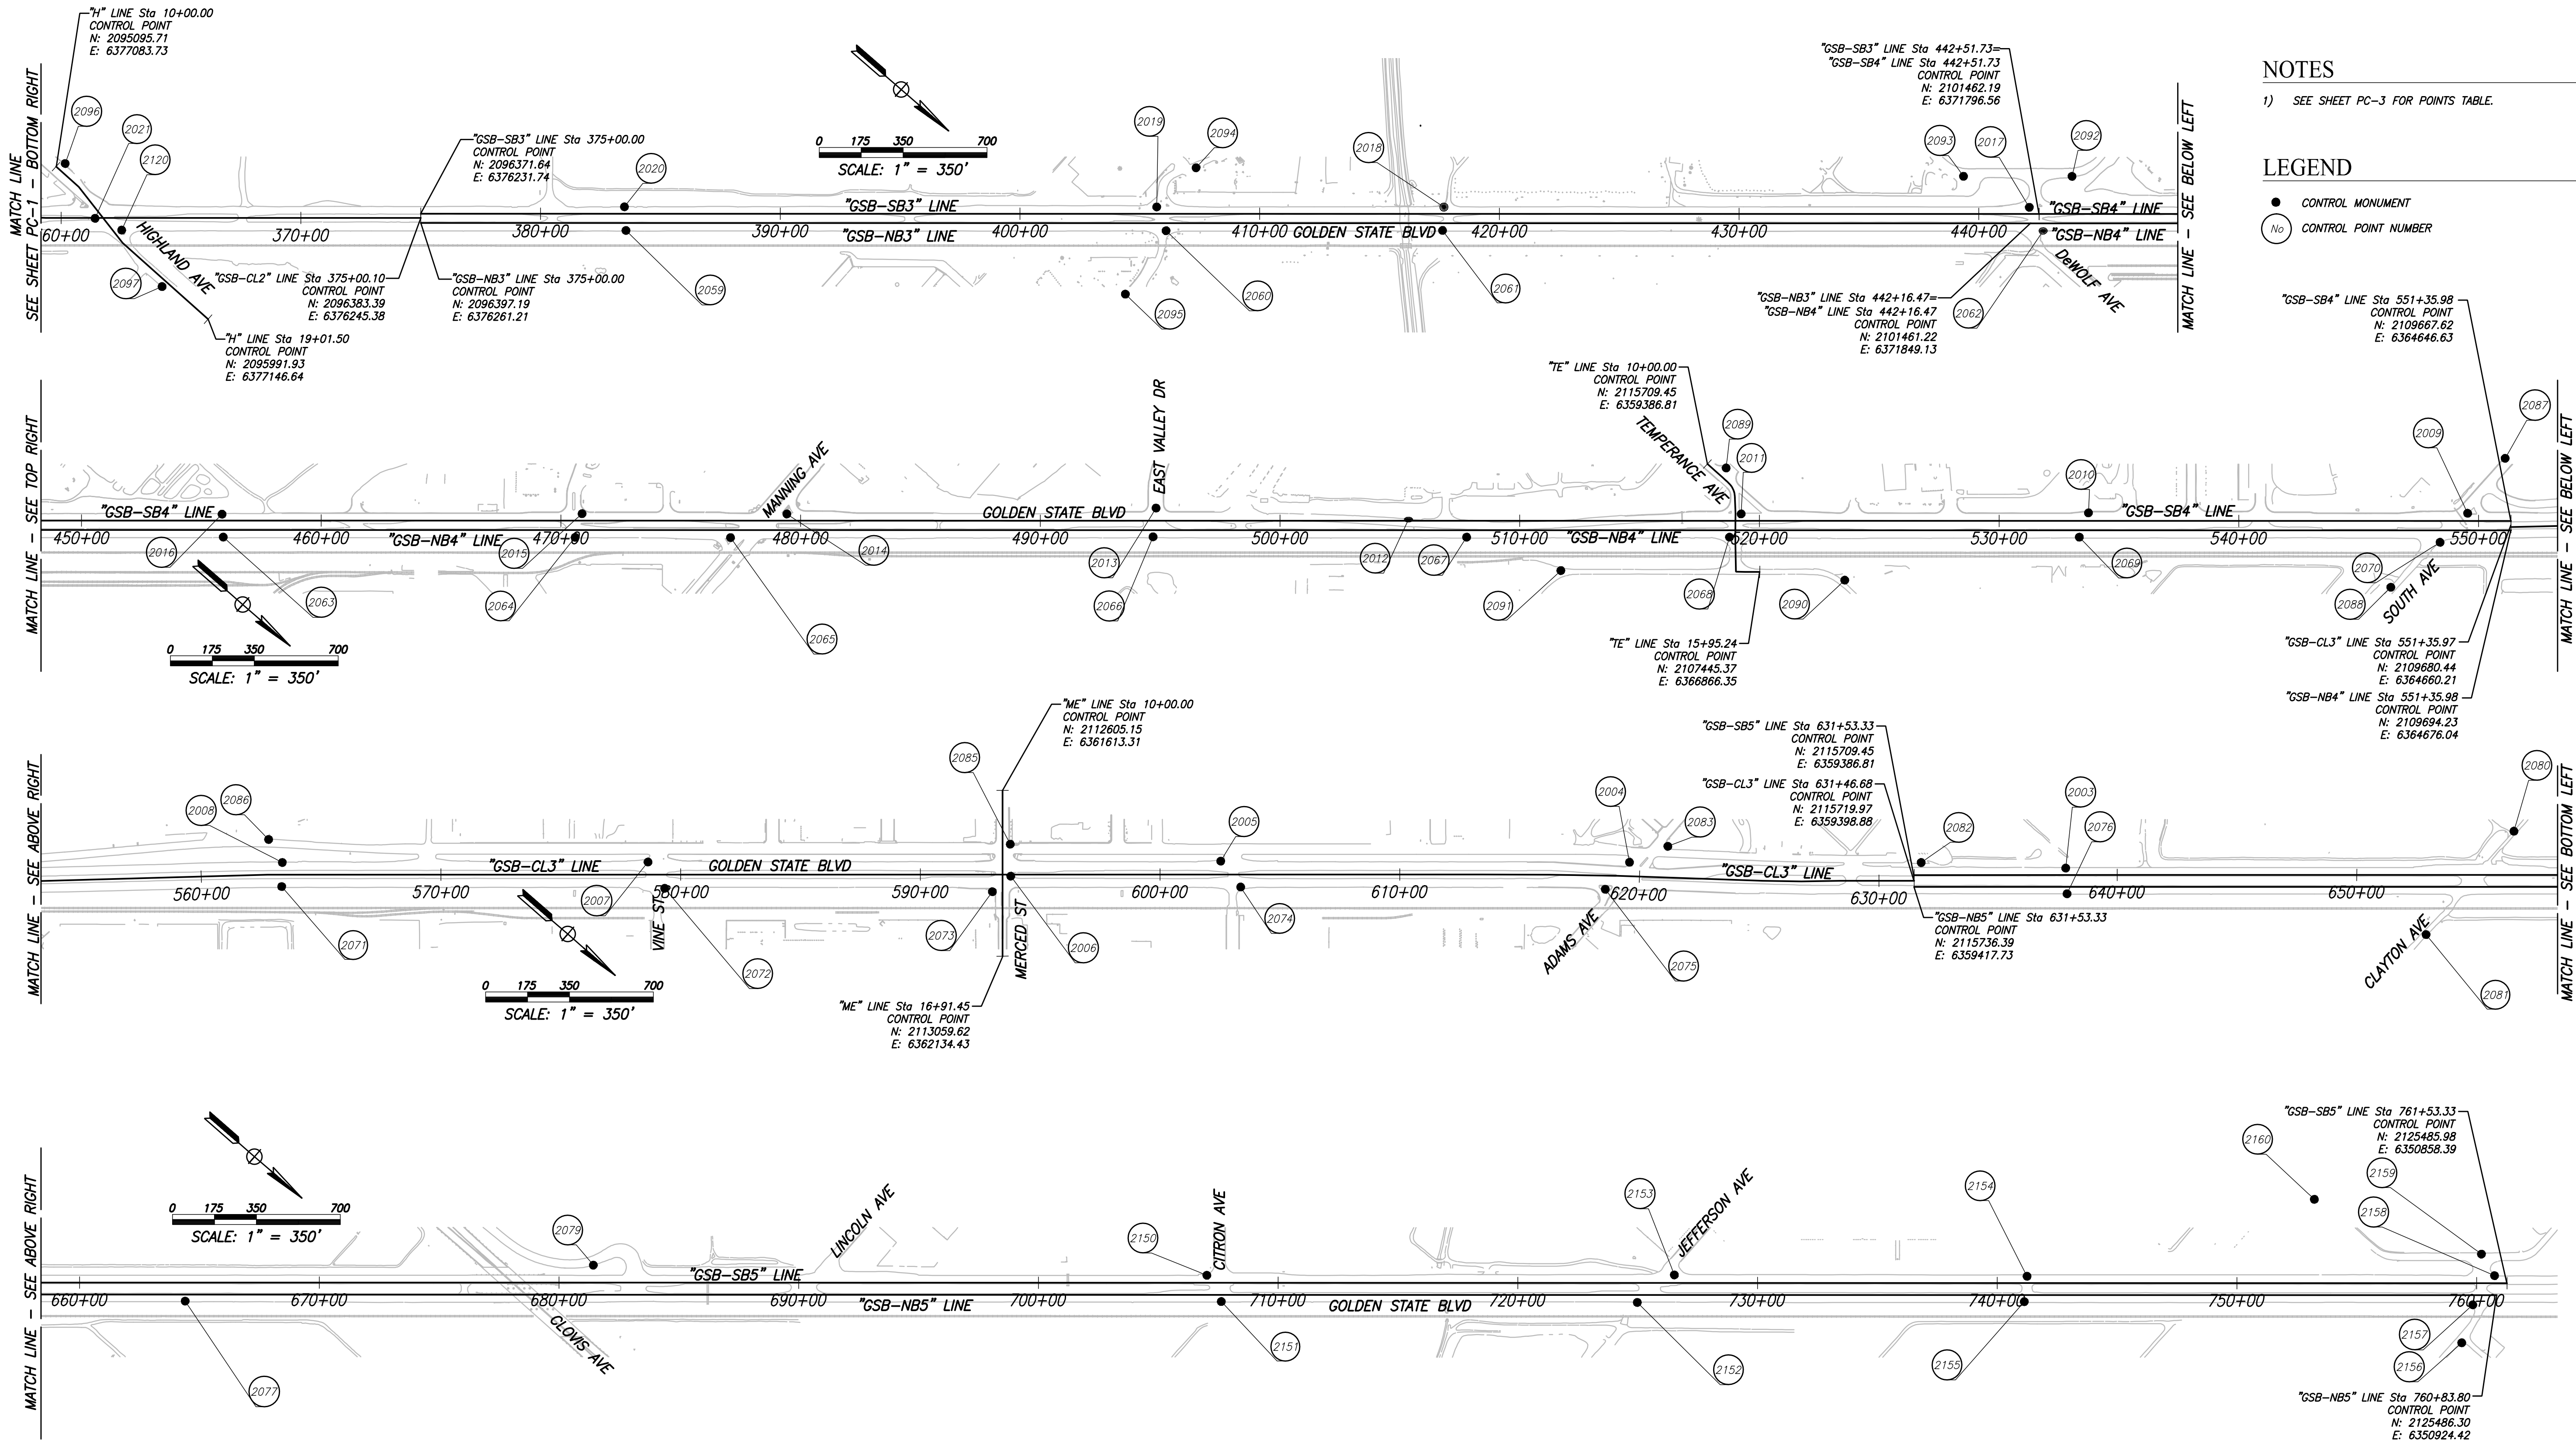 "H" LINE Sta 10+00.00
CONTROL POINT
N: 2095095.71
E: 6377083.73
MATCH LINE
SEE SHEET PC-1 - BOTTOM RIGHT
2096
2021
2120
2097
HIGHLAND AVE
"H" LINE Sta 19+01.50
CONTROL POINT
N: 2095991.93
E: 6377146.64
"GSB-SB3" LINE Sta 375+00.00
CONTROL POINT
N: 2096371.64
E: 6376231.74
"GSB-CL2" LINE Sta 375+00.10
CONTROL POINT
N: 2096383.39
E: 6376245.38
"GSB-NB3" LINE Sta 375+00.00
CONTROL POINT
N: 2096397.19
E: 6376261.21
2020
2059
0 175 350 700
SCALE: 1" = 350'
"GSB-SB3" LINE
"GSB-NB3" LINE
2019
2094
2060
2095
2018
2061
GOLDEN STATE BLVD
60+00 370+00 380+00 390+00 400+00 410+00 420+00 430+00 440+00
"GSB-SB3" LINE Sta 442+51.73=
"GSB-SB4" LINE Sta 442+51.73
CONTROL POINT
N: 2101462.19
E: 6371796.56
2093
2017
2092
"GSB-SB4" LINE
"GSB-NB4" LINE
DeWOLF AVE
2062
"GSB-NB3" LINE Sta 442+16.47=
"GSB-NB4" LINE Sta 442+16.47
CONTROL POINT
N: 2101461.22
E: 6371849.13
MATCH LINE - SEE BELOW LEFT
NOTES
1) SEE SHEET PC-3 FOR POINTS TABLE.
LEGEND
CONTROL MONUMENT
No CONTROL POINT NUMBER
MATCH LINE - SEE TOP RIGHT
"GSB-SB4" LINE
450+00 460+00 470+00 480+00 490+00 500+00 510+00 520+00 530+00 540+00 550+00
"GSB-NB4" LINE
2016
2063
2015
2064
0 175 350 700
SCALE: 1" = 350'
MANNING AVE
2014
2065
GOLDEN STATE BLVD
EAST VALLEY DR
2013
2066
2012
2067
2091
"GSB-NB4" LINE
"TE" LINE Sta 10+00.00
CONTROL POINT
N: 2115709.45
E: 6359386.81
TEMPERANCE AVE
2089
2011
2068
2090
"TE" LINE Sta 15+95.24
CONTROL POINT
N: 2107445.37
E: 6366866.35
2010
2069
"GSB-SB4" LINE
"GSB-SB4" LINE Sta 551+35.98
CONTROL POINT
N: 2109667.62
E: 6364646.63
2009
2087
2070
2088
SOUTH AVE
"GSB-CL3" LINE Sta 551+35.97
CONTROL POINT
N: 2109680.44
E: 6364660.21
"GSB-NB4" LINE Sta 551+35.98
CONTROL POINT
N: 2109694.23
E: 6364676.04
MATCH LINE - SEE BELOW LEFT
MATCH LINE - SEE ABOVE RIGHT
2008
2086
2071
560+00 570+00 580+00 590+00 600+00 610+00 620+00 630+00 640+00 650+00
"GSB-CL3" LINE
GOLDEN STATE BLVD
2007
VINE ST
2072
0 175 350 700
SCALE: 1" = 350'
2085
"ME" LINE Sta 10+00.00
CONTROL POINT
N: 2112605.15
E: 6361613.31
2073
MERCED ST
2006
"ME" LINE Sta 16+91.45
CONTROL POINT
N: 2113059.62
E: 6362134.43
2005
2074
2004
2083
ADAMS AVE
2075
"GSB-CL3" LINE
"GSB-SB5" LINE Sta 631+53.33
CONTROL POINT
N: 2115709.45
E: 6359386.81
"GSB-CL3" LINE Sta 631+46.68
CONTROL POINT
N: 2115719.97
E: 6359398.88
"GSB-NB5" LINE Sta 631+53.33
CONTROL POINT
N: 2115736.39
E: 6359417.73
2082
2003
2076
2080
CLAYTON AVE
2081
MATCH LINE - SEE BOTTOM LEFT
MATCH LINE - SEE ABOVE RIGHT
0 175 350 700
SCALE: 1" = 350'
660+00 670+00 680+00 690+00 700+00 710+00 720+00 730+00 740+00 750+00 760+00
2077
2079
CLOVIS AVE
"GSB-SB5" LINE
LINCOLN AVE
"GSB-NB5" LINE
2150
CITRON AVE
2151
GOLDEN STATE BLVD
2153
JEFFERSON AVE
2152
2154
2155
2160
"GSB-SB5" LINE Sta 761+53.33
CONTROL POINT
N: 2125485.98
E: 6350858.39
2159
2158
2157
2156
"GSB-NB5" LINE Sta 760+83.80
CONTROL POINT
N: 2125486.30
E: 6350924.42